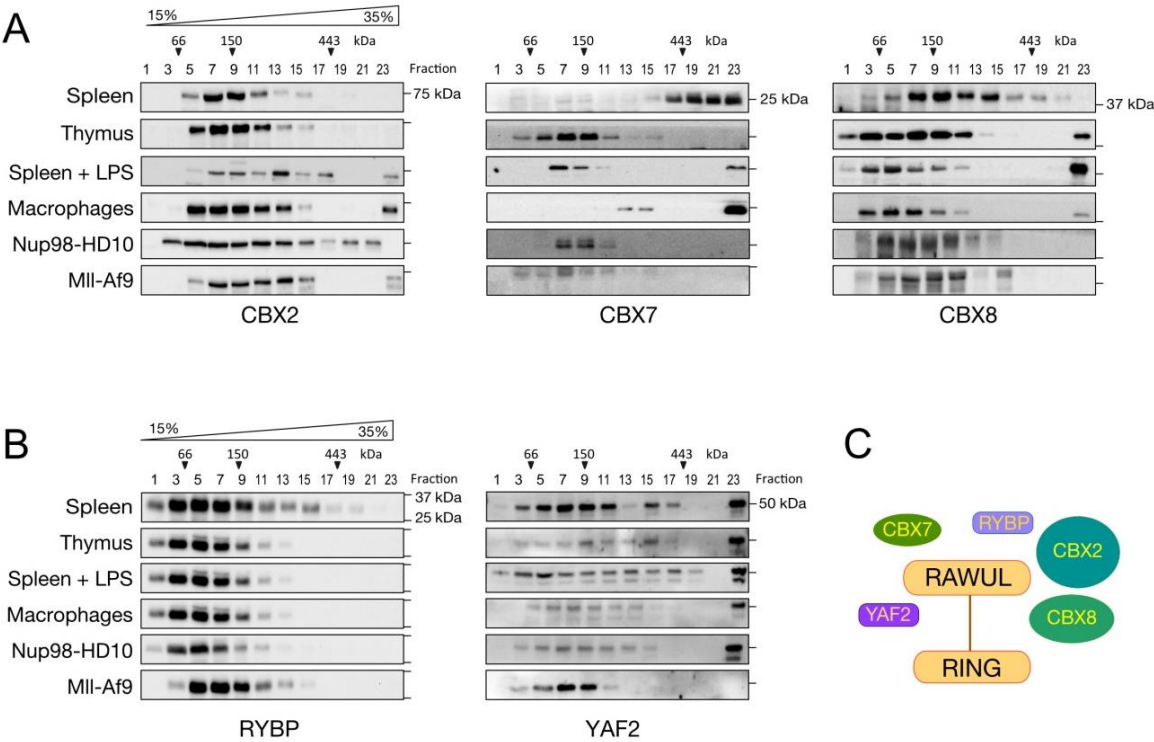 A
15% 35%
66 150 443 kDa
1 3 5 7 9 11 13 15 17 19 21 23 Fraction
66 150 443 kDa
1 3 5 7 9 11 13 15 17 19 21 23
66 150 443 kDa
1 3 5 7 9 11 13 15 17 19 21 23
Spleen
75 kDa
25 kDa
37 kDa
Thymus
Spleen + LPS
Macrophages
Nup98-HD10
Mll-Af9
CBX2
CBX7
CBX8
B
15% 35%
66 150 443 kDa
1 3 5 7 9 11 13 15 17 19 21 23 Fraction
66 150 443 kDa
1 3 5 7 9 11 13 15 17 19 21 23 Fraction
Spleen
37 kDa
25 kDa
50 kDa
Thymus
Spleen + LPS
Macrophages
Nup98-HD10
Mll-Af9
RYBP
YAF2
C
CBX7
RYBP
CBX2
RAWUL
YAF2
CBX8
RING